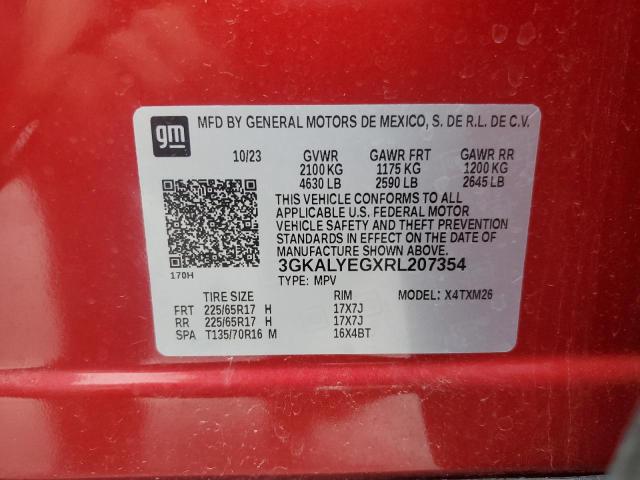 gm MFD BY GENERAL MOTORS DE MEXICO, S. DE R.L. DE C.V.
10/23 GVWR GAWR FRT GAWR RR
2100 KG 1175 KG 1200 KG
4630 LB 2590 LB 2645 LB
THIS VEHICLE CONFORMS TO ALL
APPLICABLE U.S. FEDERAL MOTOR
VEHICLE SAFETY AND THEFT PREVENTION
STANDARDS IN EFFECT ON THE DATE OF
MANUFACTURE SHOWN ABOVE.
170H 3GKALYEGXRL207354
TYPE: MPV
TIRE SIZE RIM MODEL: X4TXM26
FRT 225/65R17 H 17X7J
RR 225/65R17 H 17X7J
SPA T135/70R16 M 16X4BT